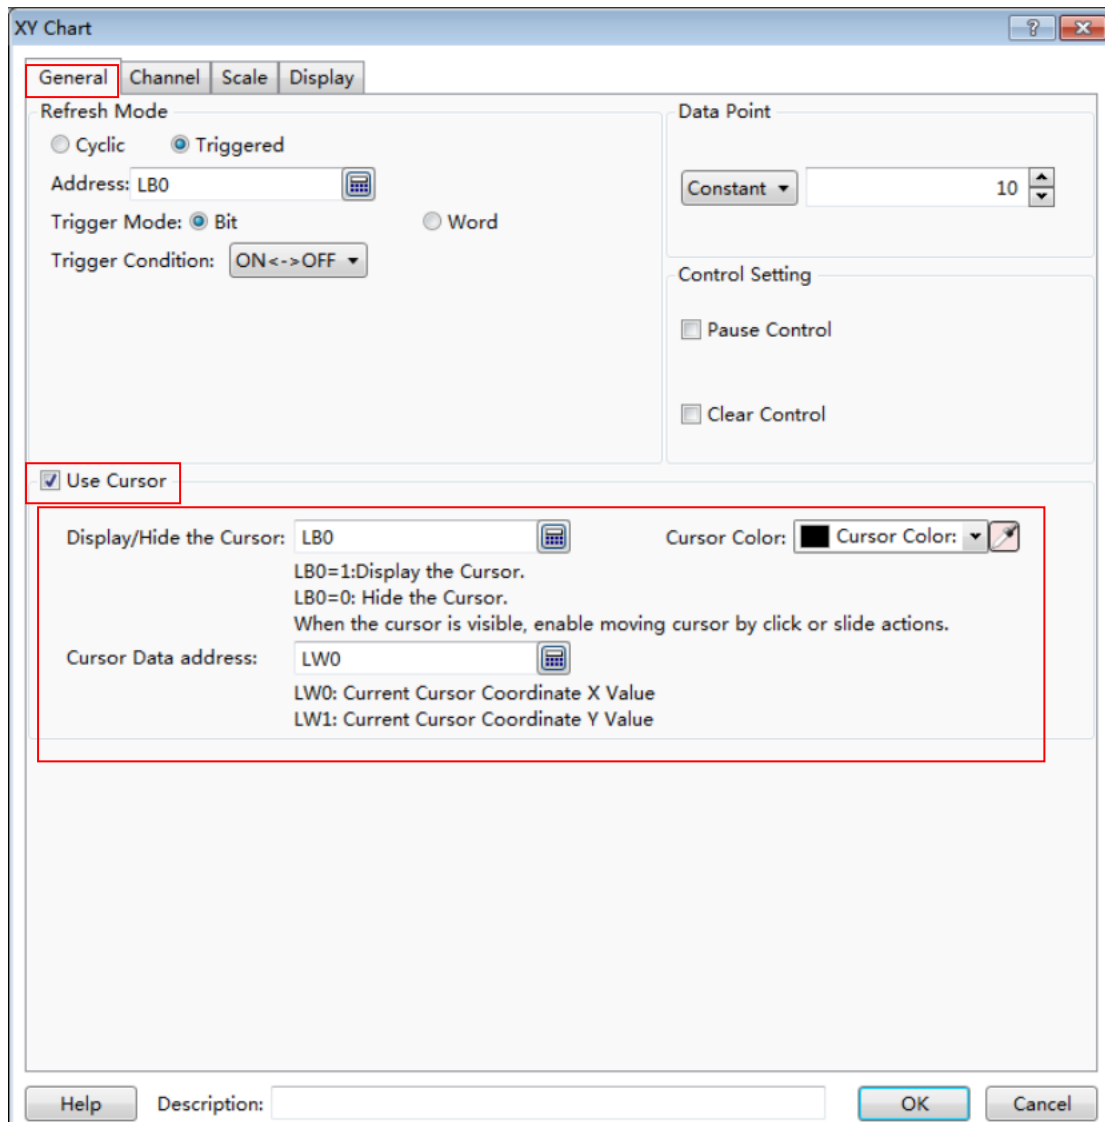 XY Chart
General Channel Scale Display
Refresh Mode
Cyclic Triggered
Address: LB0
Trigger Mode: Bit Word
Trigger Condition: ON<->OFF
Data Point
Constant 10
Control Setting
Pause Control
Clear Control
Use Cursor
Display/Hide the Cursor: LB0 Cursor Color: Cursor Color:
LB0=1:Display the Cursor.
LB0=0: Hide the Cursor.
When the cursor is visible, enable moving cursor by click or slide actions.
Cursor Data address: LW0
LW0: Current Cursor Coordinate X Value
LW1: Current Cursor Coordinate Y Value
Help Description: OK Cancel